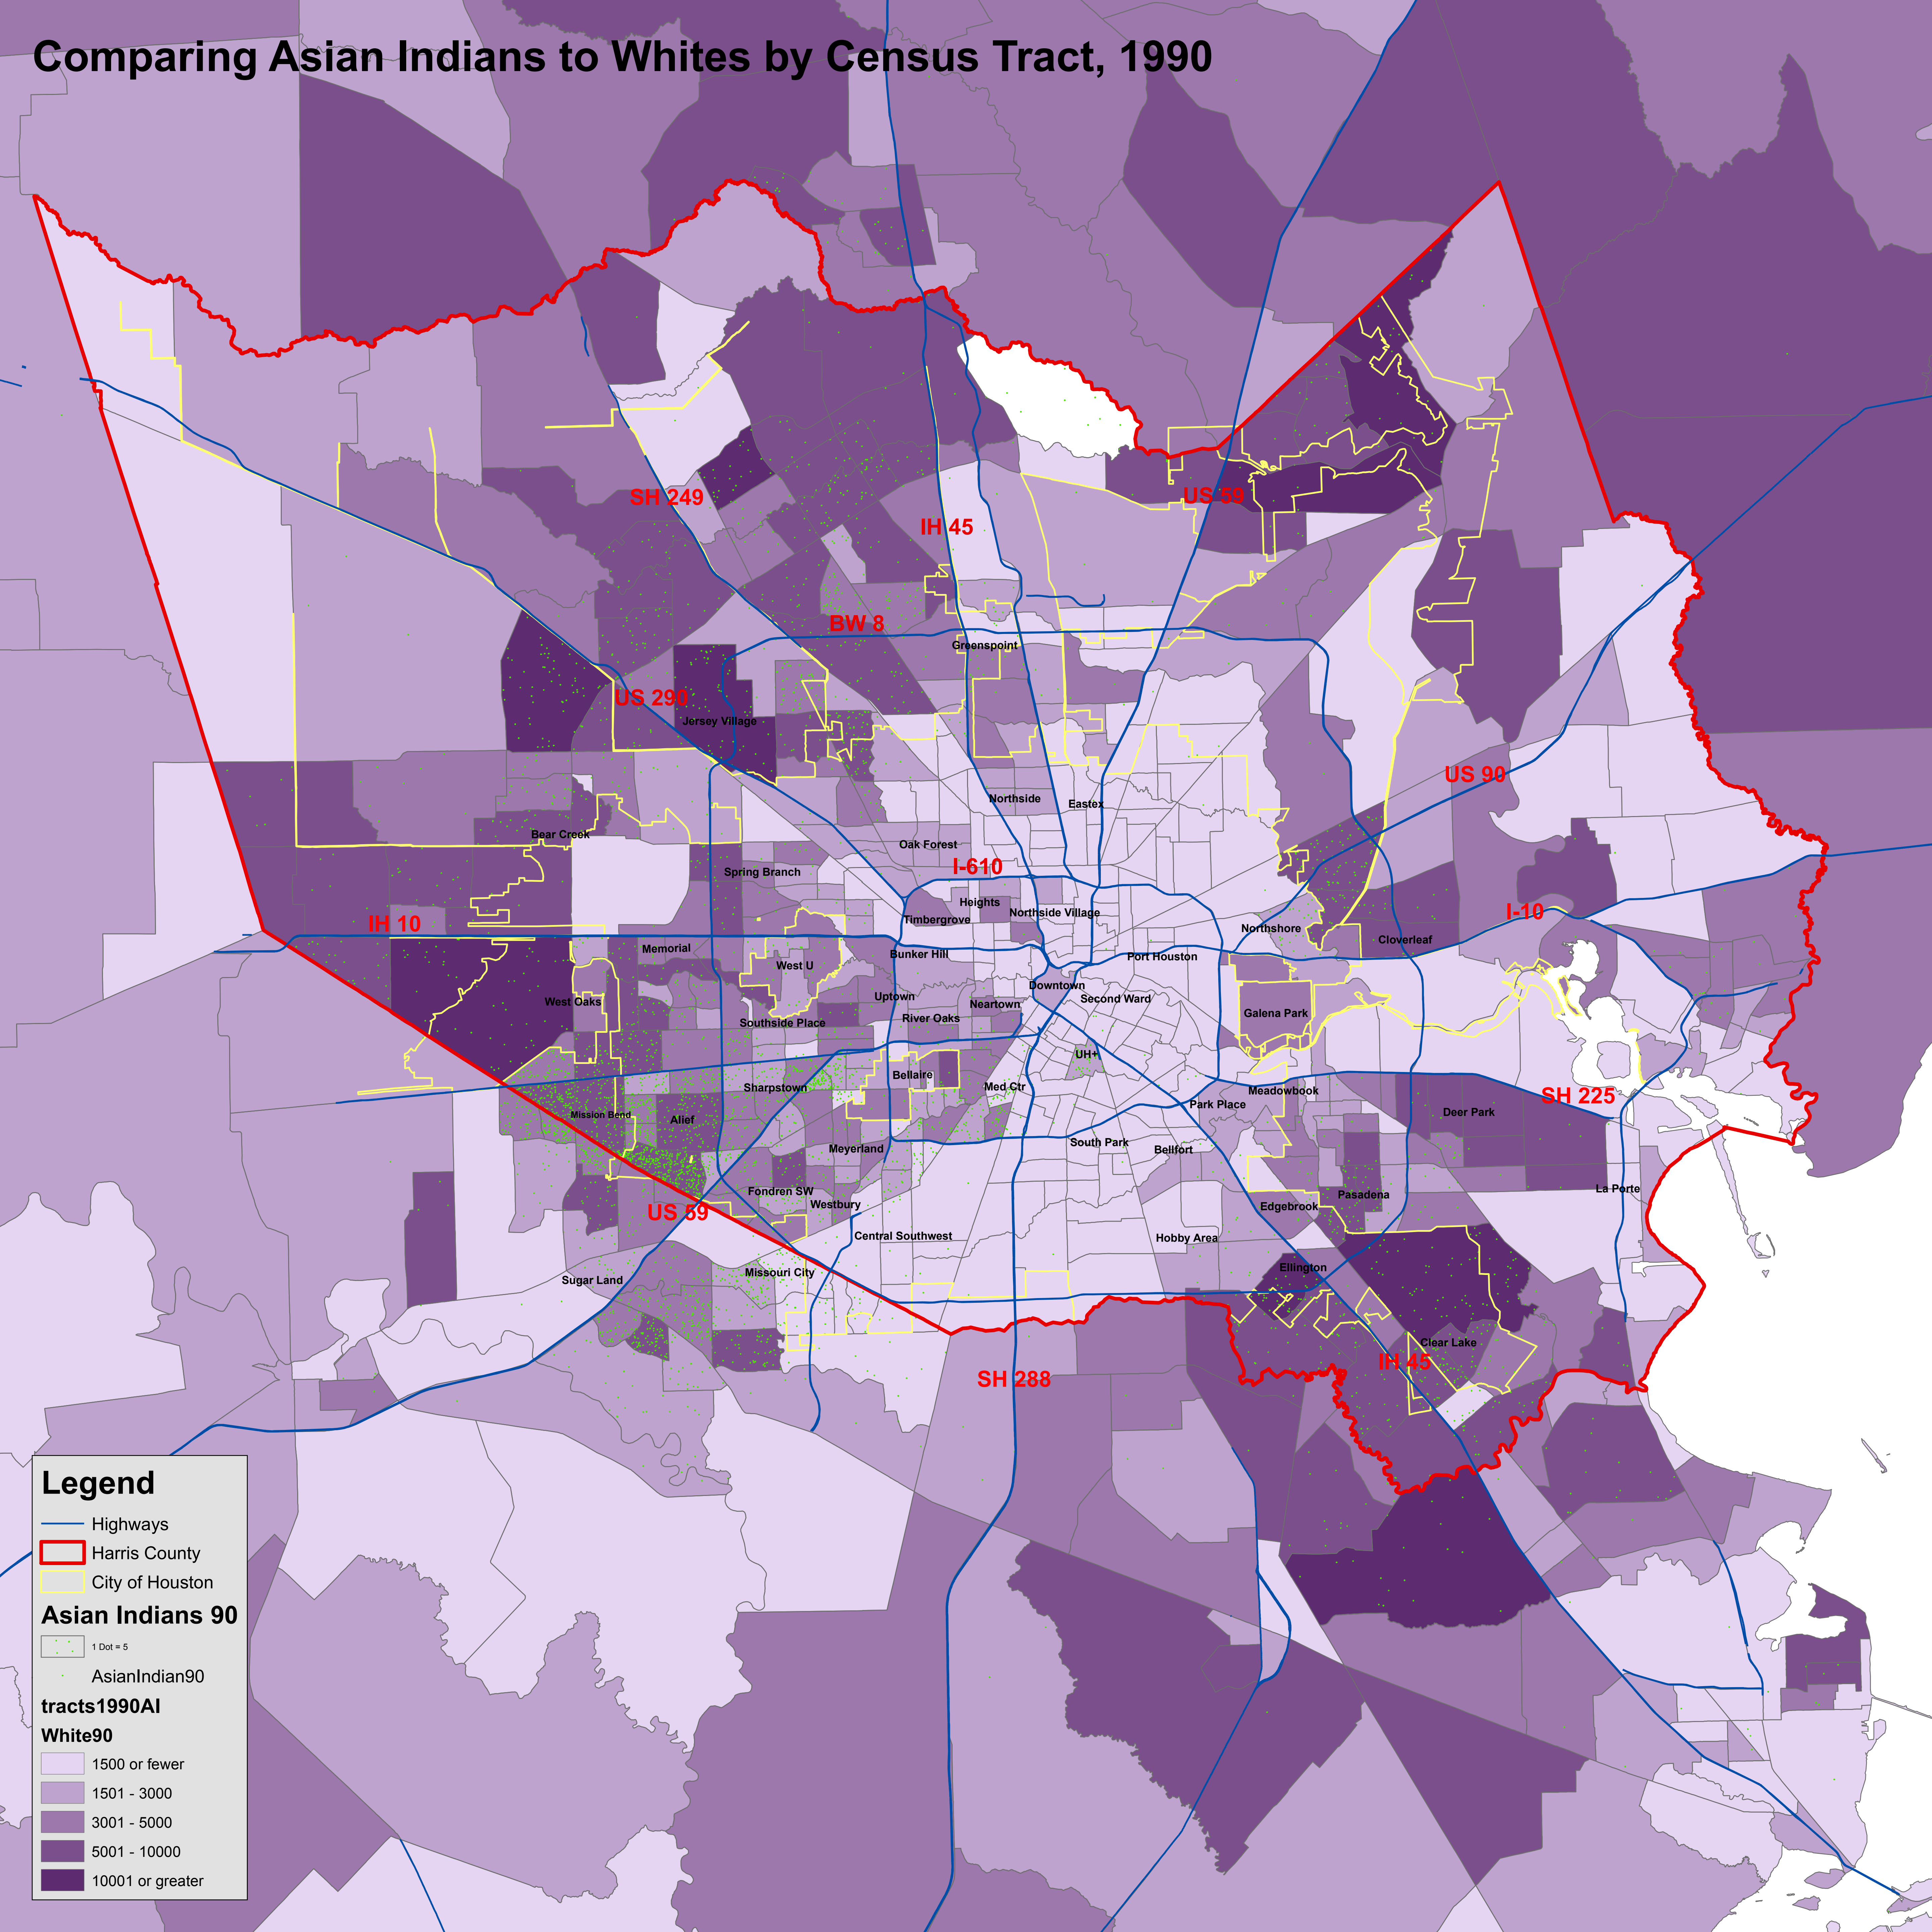 Comparing Asian Indians to Whites by Census Tract, 1990
SH 249
US 59
IH 45
BW 8
Greenspoint
US 290
Jersey Village
US 90
Northside
Eastex
Bear Creek
Oak Forest
I-610
Spring Branch
Heights
Timbergrove
Northside Village
I-10
IH 10
Northshore
Cloverleaf
Memorial
Bunker Hill
Port Houston
West U
Downtown
Uptown
Second Ward
West Oaks
Neartown
Galena Park
River Oaks
Southside Place
UH+
Bellaire
Sharpstown
Med Ctr
Meadowbook
SH 225
Park Place
Mission Bend
Alief
Deer Park
South Park
Meyerland
Bellfort
La Porte
Fondren SW
Pasadena
Westbury
Edgebrook
US 59
Central Southwest
Hobby Area
Ellington
Missouri City
Sugar Land
Clear Lake
IH 45
SH 288
Legend
Highways
Harris County
City of Houston
Asian Indians 90
1 Dot = 5
AsianIndian90
tracts1990AI
White90
1500 or fewer
1501 - 3000
3001 - 5000
5001 - 10000
10001 or greater